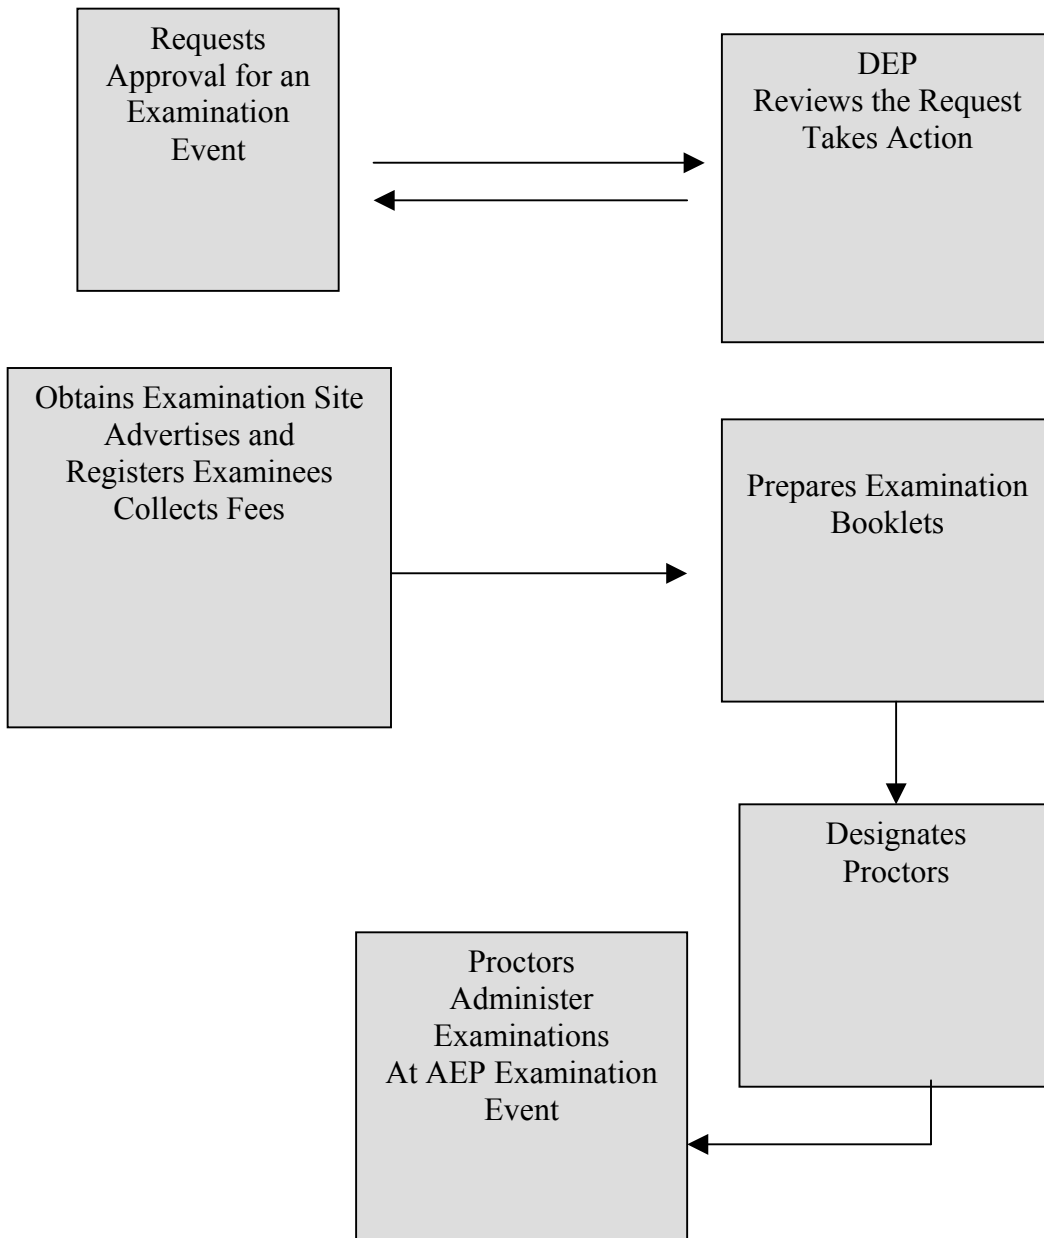 Requests
Approval for an
Examination
Event
DEP
Reviews the Request
Takes Action
Obtains Examination Site
Advertises and
Registers Examinees
Collects Fees
Prepares Examination
Booklets
Designates
Proctors
Proctors
Administer
Examinations
At AEP Examination
Event